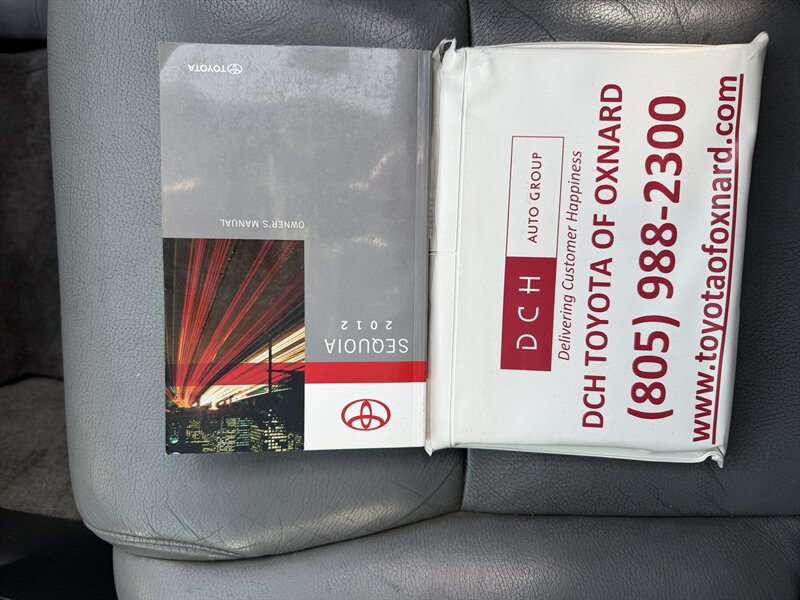 TOYOTA
OWNER'S MANUAL
SEQUOIA
2012
DCH
AUTO GROUP
Delivering Customer Happiness
DCH TOYOTA OF OXNARD
(805) 988-2300
www.toyotaofoxnard.com